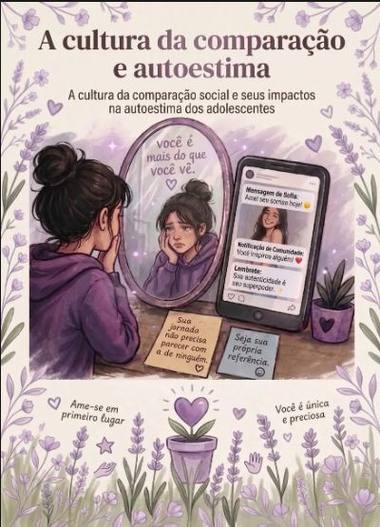 A cultura da comparação
e autoestima
A cultura da comparação social e seus impactos
na autoestima dos adolescentes
você é
mais do que
você vê.
Mensagem de Sofia:
Amei seu sorriso hoje!
Notificação de Comunidade:
Você inspirou alguém!
Lembrete:
Sua autenticidade é
seu superpoder.
Sua
jornada
não precisa
parecer com
a de ninguém.
Seja sua
própria
referência.
Ame-se em
primeiro lugar
Você é única
e preciosa